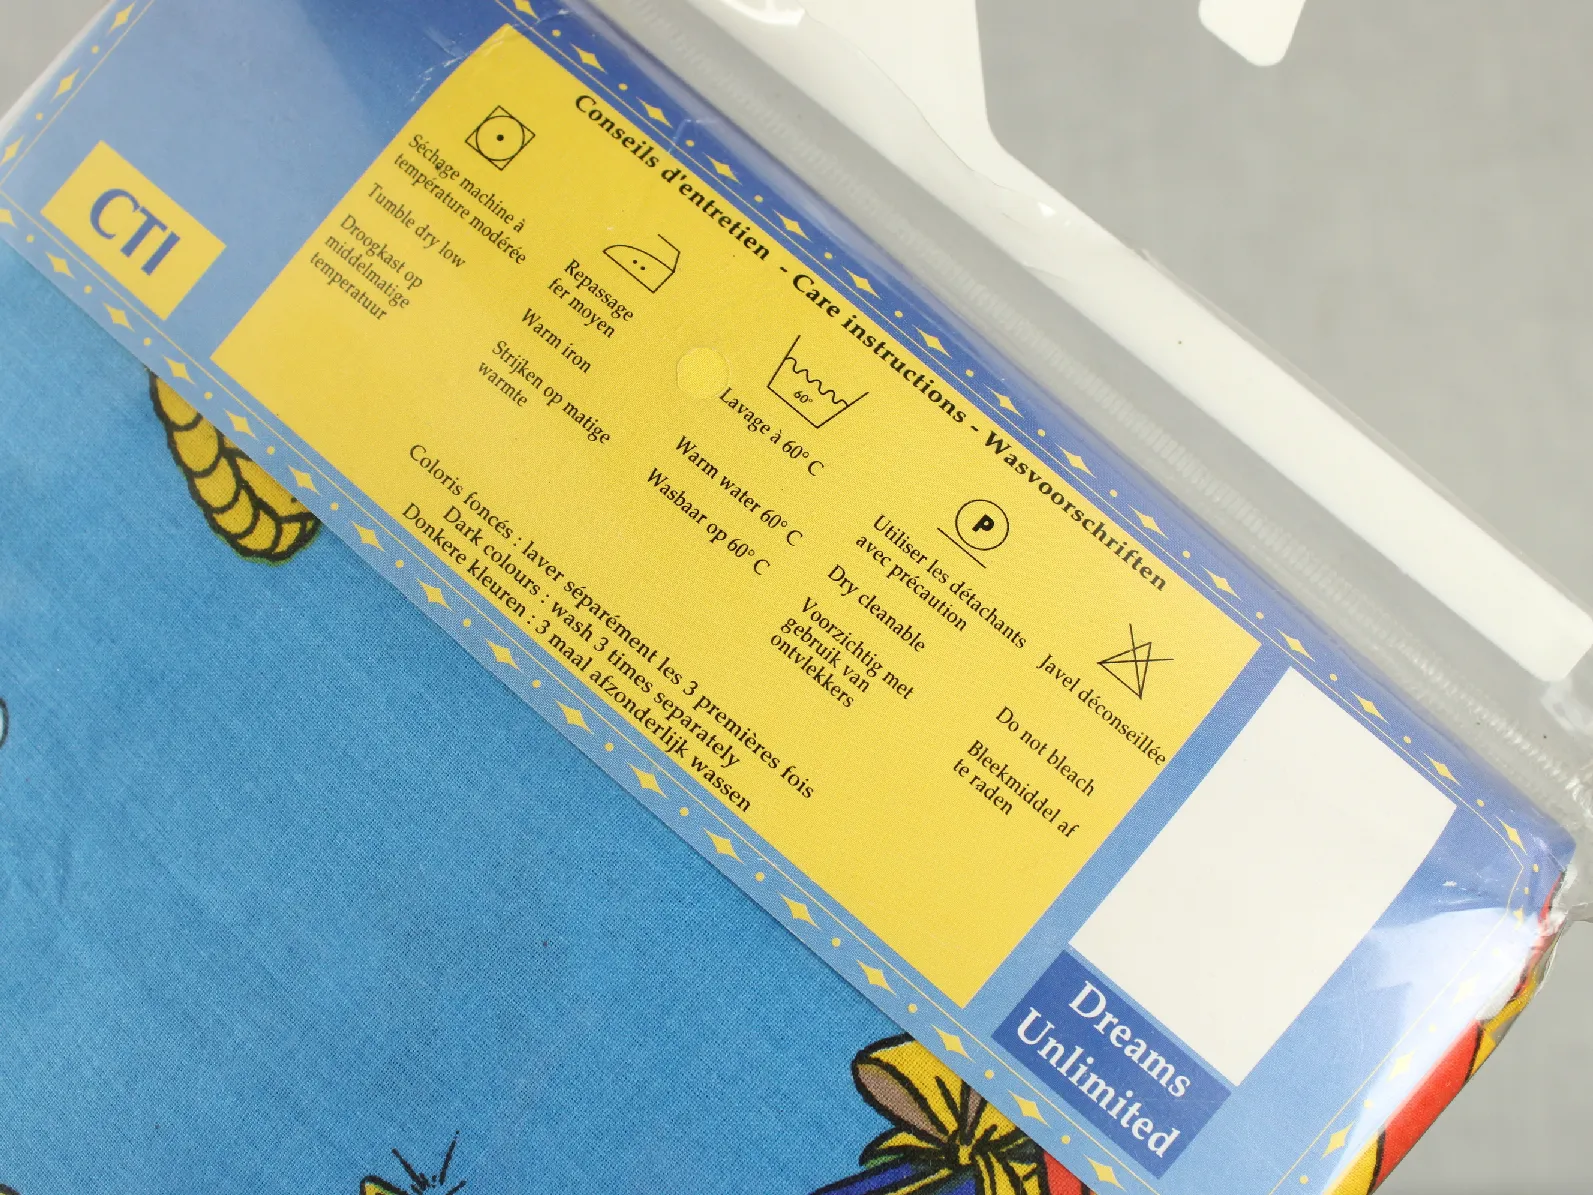 CTI
Conseils d'entretien - Care instructions - Wasvoorschriften
Séchage machine à
température modérée
Tumble dry low
Droogkast op
middelmatige
temperatuur
Repassage
fer moyen
Warm iron
Strijken op matige
warmte
60°
Lavage à 60° C
Warm water 60° C
Wasbaar op 60° C
P
Utiliser les détachants
avec précaution
Dry cleanable
Voorzichtig met
gebruik van
ontvlekkers
Javel déconseillée
Do not bleach
Bleekmiddel af
te raden
Coloris foncés : laver séparément les 3 premières fois
Dark colours : wash 3 times separately
Donkere kleuren : 3 maal afzonderlijk wassen
Dreams
Unlimited